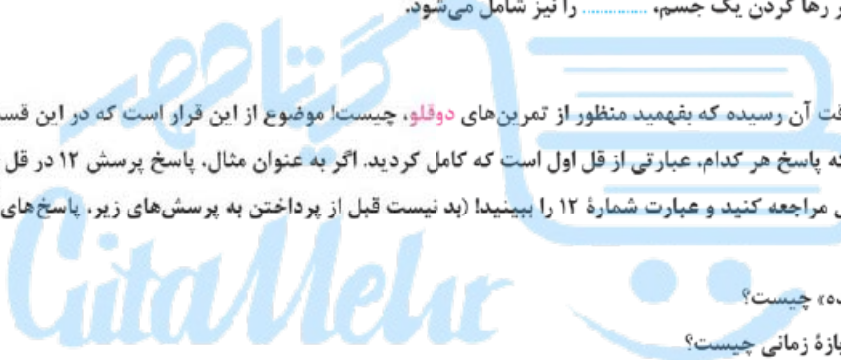 ر رها کردن یک جسم، .............. را نیز شامل می‌شود.
گیتامهر
قت آن رسیده که بفهمید منظور از تمرین‌های دوقلو، چیست! موضوع از این قرار است که در این قسـ
که پاسخ هر کدام، عبارتی از قل اول است که کامل کردید. اگر به عنوان مثال، پاسخ پرسش ۱۲ در قل
ی مراجعه کنید و عبارت شمارهٔ ۱۲ را ببینید! (بد نیست قبل از پرداختن به پرسش‌های زیر، پاسخ‌های
GitaMehr
ده» چیست؟
بازهٔ زمانی چیست؟